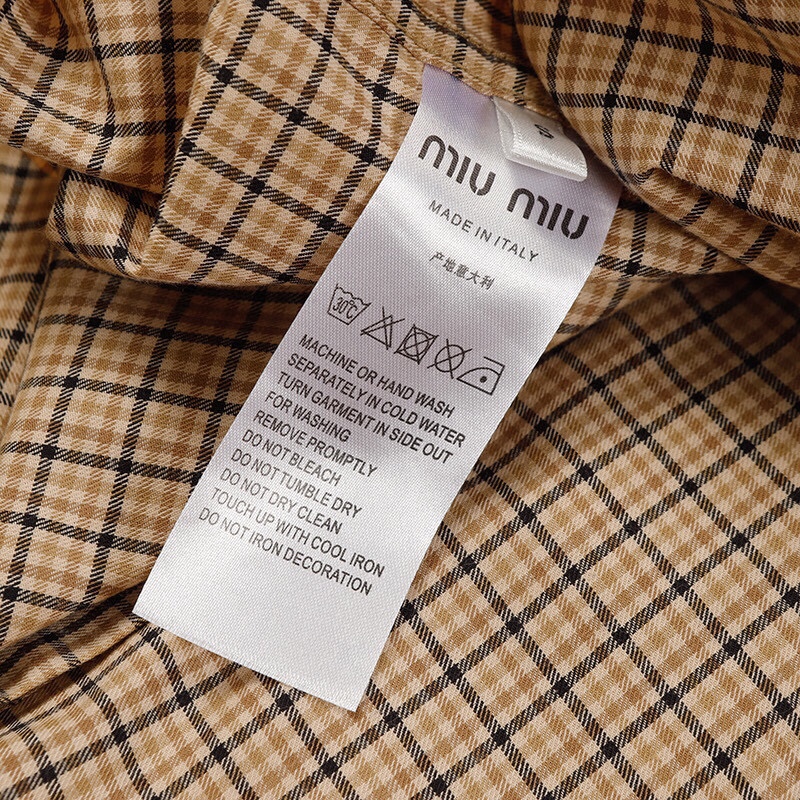 miu miu
MADE IN ITALY
产地意大利
30°C
MACHINE OR HAND WASH
SEPARATELY IN COLD WATER
TURN GARMENT IN SIDE OUT
FOR WASHING
REMOVE PROMPTLY
DO NOT BLEACH
DO NOT TUMBLE DRY
DO NOT DRY CLEAN
TOUCH UP WITH COOL IRON
DO NOT IRON DECORATION